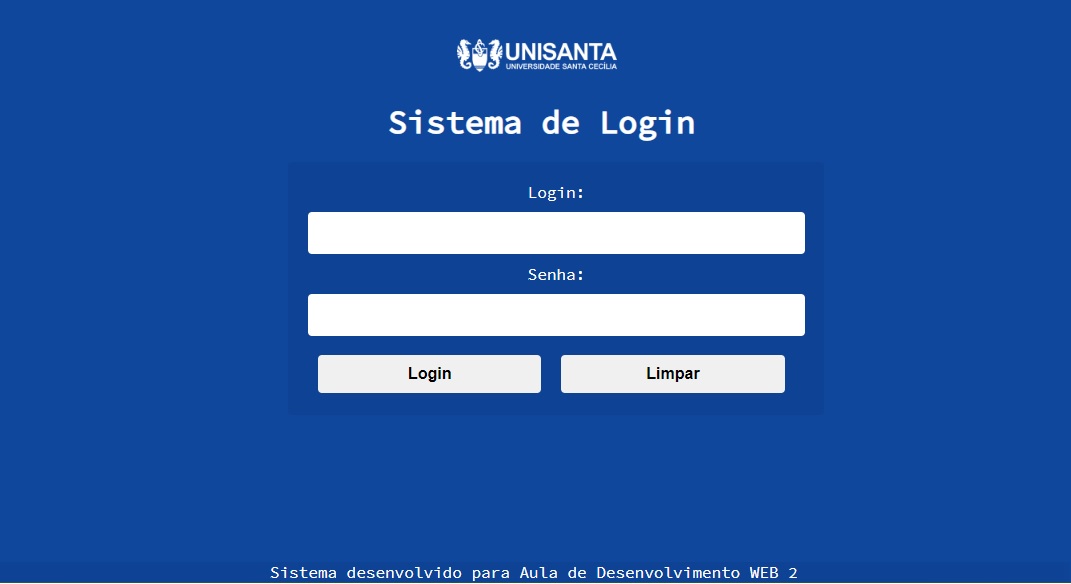 UNISANTA
UNIVERSIDADE SANTA CECÍLIA
Sistema de Login
Login:
Senha:
Login Limpar
Sistema desenvolvido para Aula de Desenvolvimento WEB 2